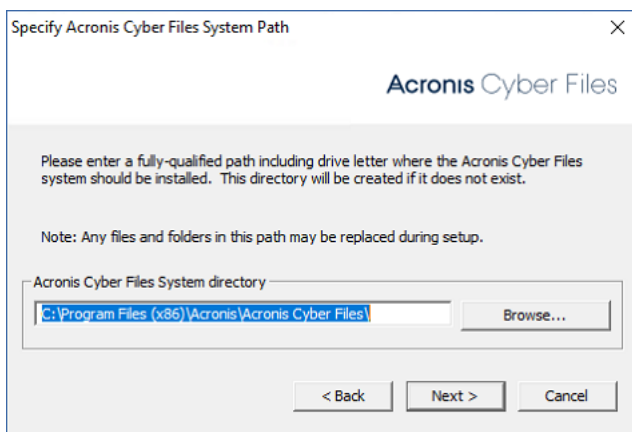 Specify Acronis Cyber Files System Path
Acronis Cyber Files
Please enter a fully-qualified path including drive letter where the Acronis Cyber Files
system should be installed. This directory will be created if it does not exist.
Note: Any files and folders in this path may be replaced during setup.
Acronis Cyber Files System directory
C:\Program Files (x86)\Acronis\Acronis Cyber Files\
Browse...
< Back
Next >
Cancel